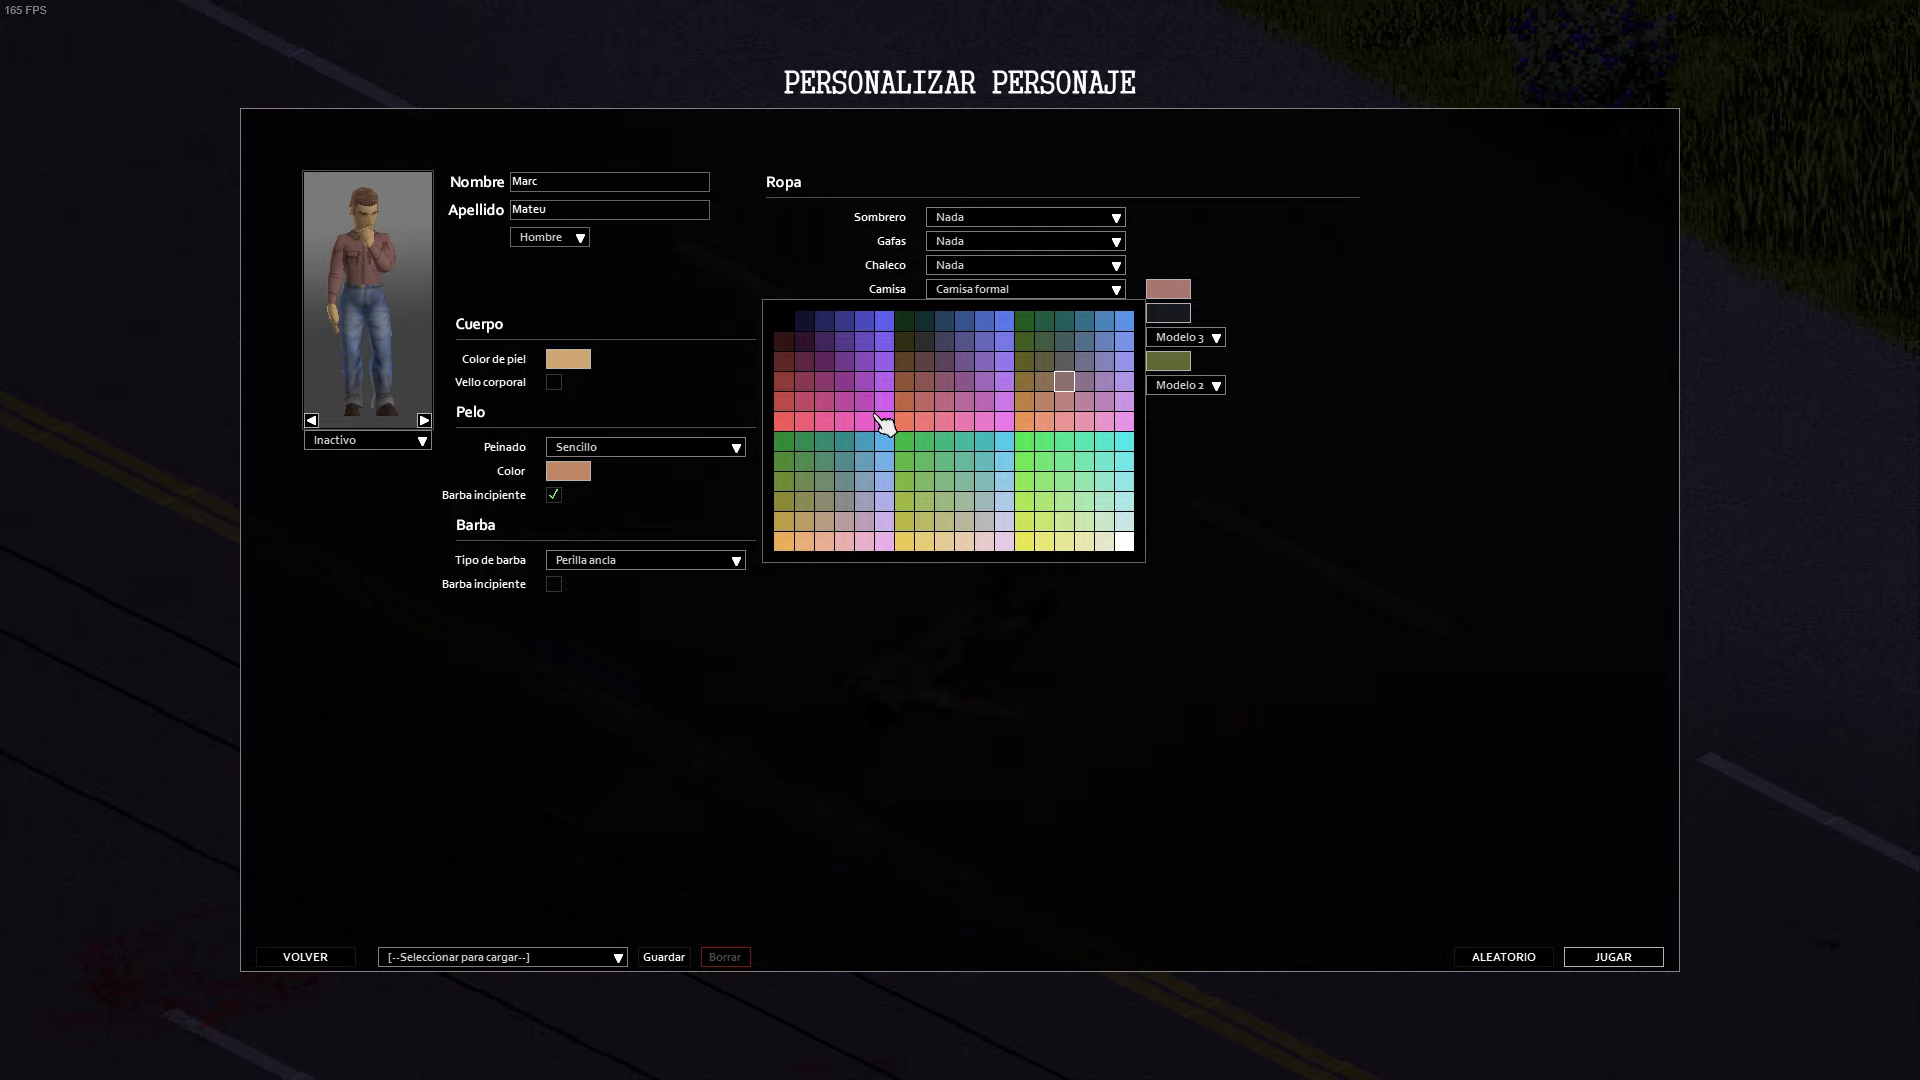 165 FPS
PERSONALIZAR PERSONAJE
Nombre Marc
Apellido Mateu
Hombre
Ropa
Sombrero Nada
Gafas Nada
Chaleco Nada
Camisa Camisa formal
Modelo 3
Modelo 2
Cuerpo
Color de piel
Vello corporal
Pelo
Inactivo
Peinado Sencillo
Color
Barba incipiente
Barba
Tipo de barba Perilla ancla
Barba incipiente
VOLVER [--Seleccionar para cargar--] Guardar Borrar ALEATORIO JUGAR